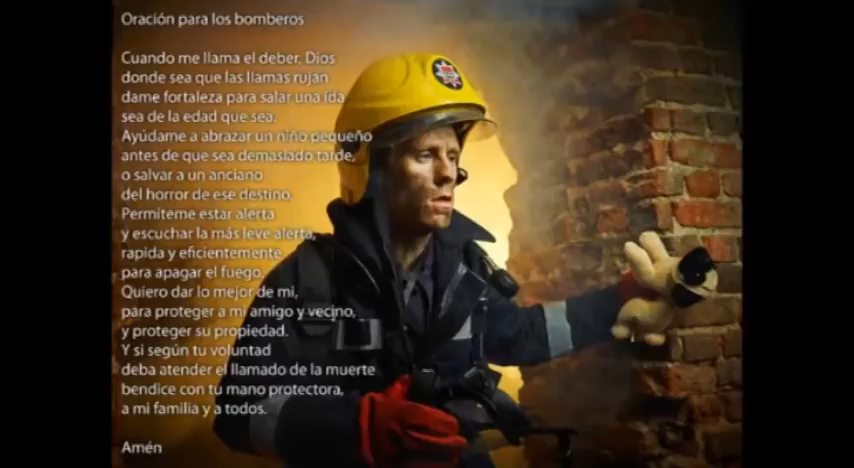 Oración para los bomberos
Cuando me llama el deber, Dios
donde sea que las llamas rujan
dame fortaleza para salar una ida
sea de la edad que sea.
Ayúdame a abrazar un niño pequeño
antes de que sea demasiado tarde,
o salvar a un anciano
del horror de ese destino.
Permíteme estar alerta
y escuchar la más leve alerta,
rapida y eficientemente
para apagar el fuego.
Quiero dar lo mejor de mi,
para proteger a mi amigo y vecino,
y proteger su propiedad.
Y si según tu voluntad
deba atender el llamado de la muerte
bendice con tu mano protectora,
a mi familia y a todos.
Amén